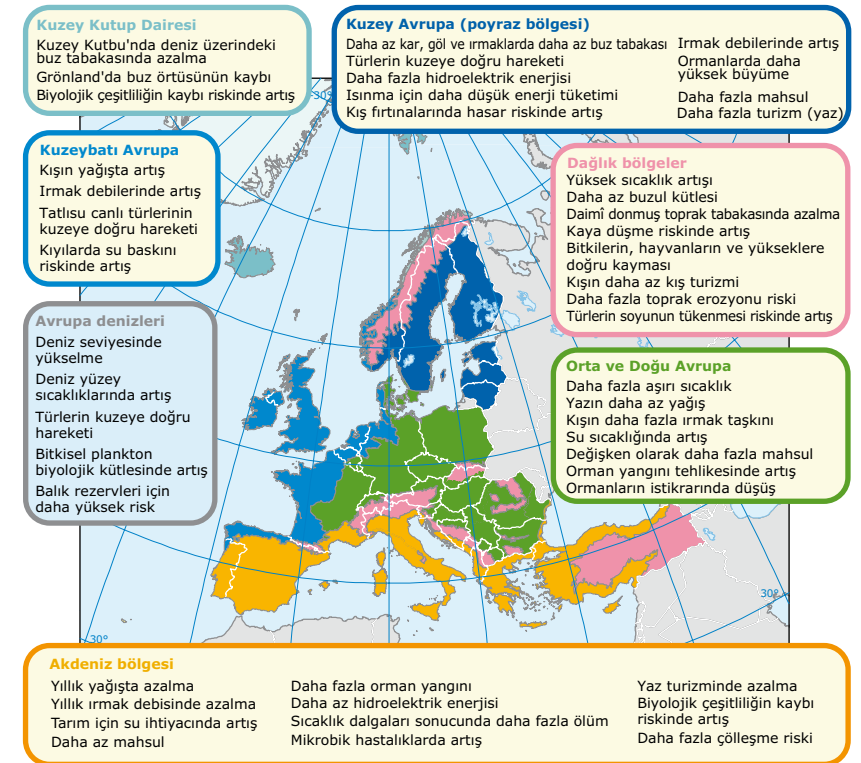 Kuzey Kutup Dairesi
Kuzey Kutbu'nda deniz üzerindeki
buz tabakasında azalma
Grönland'da buz örtüsünün kaybı
Biyolojik çeşitliliğin kaybı riskinde artış
Kuzey Avrupa (poyraz bölgesi)
Daha az kar, göl ve ırmaklarda daha az buz tabakası
Türlerin kuzeye doğru hareketi
Daha fazla hidroelektrik enerjisi
Isınma için daha düşük enerji tüketimi
Kış fırtınalarında hasar riskinde artış
Irmak debilerinde artış
Ormanlarda daha
yüksek büyüme
Daha fazla mahsul
Daha fazla turizm (yaz)
Kuzeybatı Avrupa
Kışın yağışta artış
Irmak debilerinde artış
Tatlısu canlı türlerinin
kuzeye doğru hareketi
Kıyılarda su baskını
riskinde artış
Dağlık bölgeler
Yüksek sıcaklık artışı
Daha az buzul kütlesi
Daimî donmuş toprak tabakasında azalma
Kaya düşme riskinde artış
Bitkilerin, hayvanların ve yükseklere
doğru kayması
Kışın daha az kış turizmi
Daha fazla toprak erozyonu riski
Türlerin soyunun tükenmesi riskinde artış
Avrupa denizleri
Deniz seviyesinde
yükselme
Deniz yüzey
sıcaklıklarında artış
Türlerin kuzeye doğru
hareketi
Bitkisel plankton
biyolojik kütlesinde artış
Balık rezervleri için
daha yüksek risk
Orta ve Doğu Avrupa
Daha fazla aşırı sıcaklık
Yazın daha az yağış
Kışın daha fazla ırmak taşkını
Su sıcaklığında artış
Değişken olarak daha fazla mahsul
Orman yangını tehlikesinde artış
Ormanların istikrarında düşüş
-30°
30°
30°
Akdeniz bölgesi
Yıllık yağışta azalma
Yıllık ırmak debisinde azalma
Tarım için su ihtiyacında artış
Daha az mahsul
Daha fazla orman yangını
Daha az hidroelektrik enerjisi
Sıcaklık dalgaları sonucunda daha fazla ölüm
Mikrobik hastalıklarda artış
Yaz turizminde azalma
Biyolojik çeşitliliğin kaybı
riskinde artış
Daha fazla çölleşme riski